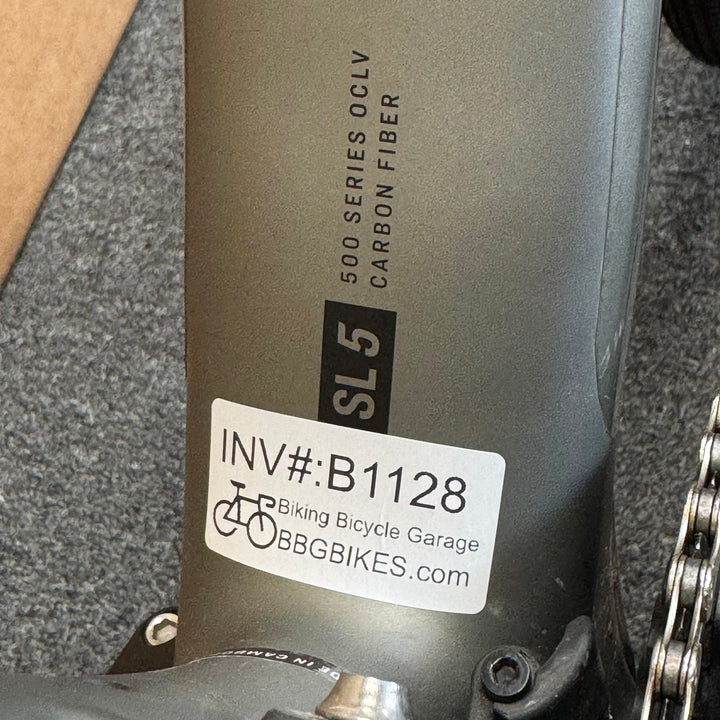 500 SERIES OCLV
CARBON FIBER
SL 5
INV#:B1128
Biking Bicycle Garage
BBGBIKES.com